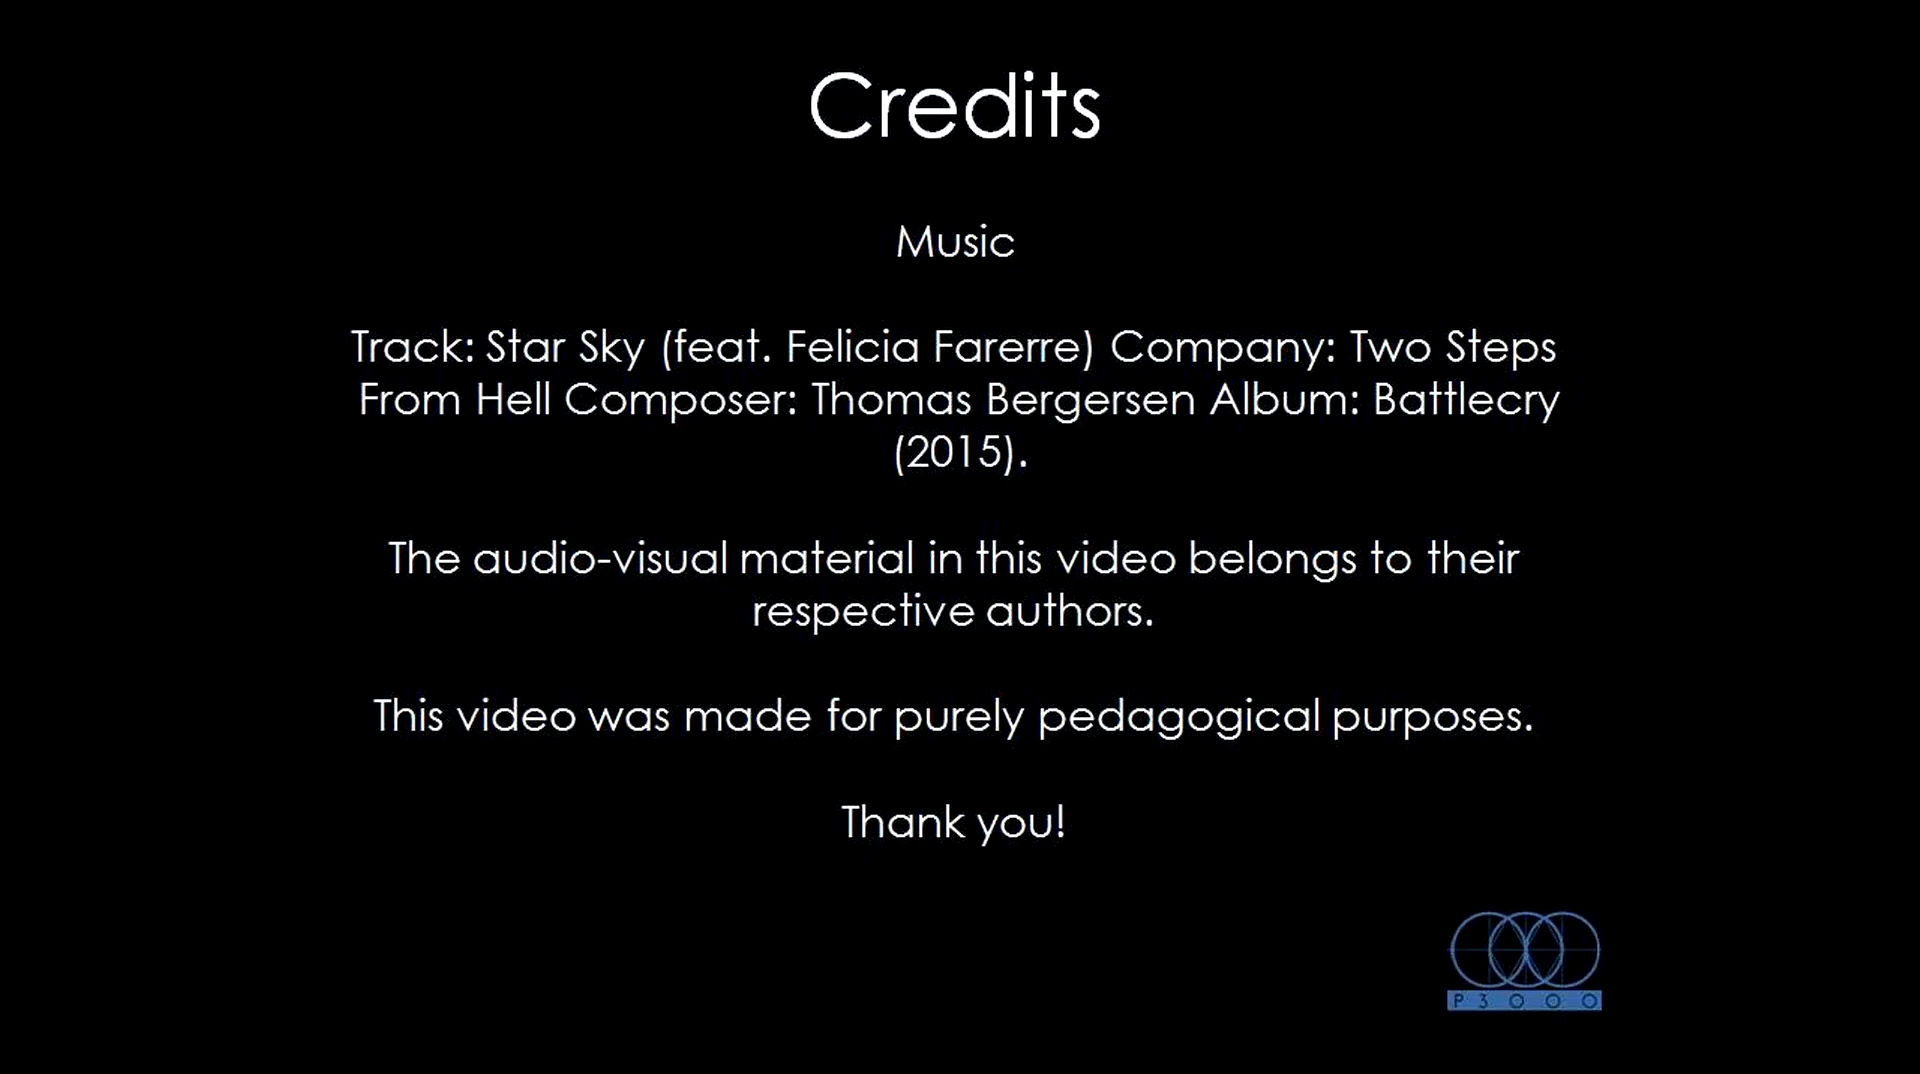 Credits
Music
Track: Star Sky (feat. Felicia Farerre) Company: Two Steps
From Hell Composer: Thomas Bergersen Album: Battlecry
(2015).
The audio-visual material in this video belongs to their
respective authors.
This video was made for purely pedagogical purposes.
Thank you!
P 3 O O O